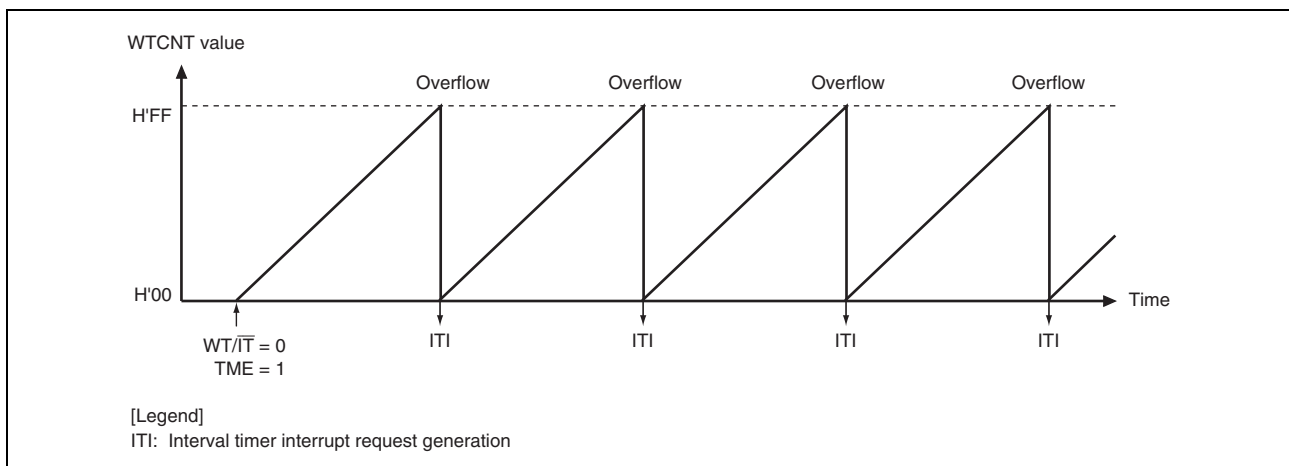 WTCNT value
Overflow Overflow Overflow Overflow
H'FF
H'00
Time
WT/I̅T̅ = 0
TME = 1
ITI ITI ITI ITI
[Legend]
ITI: Interval timer interrupt request generation